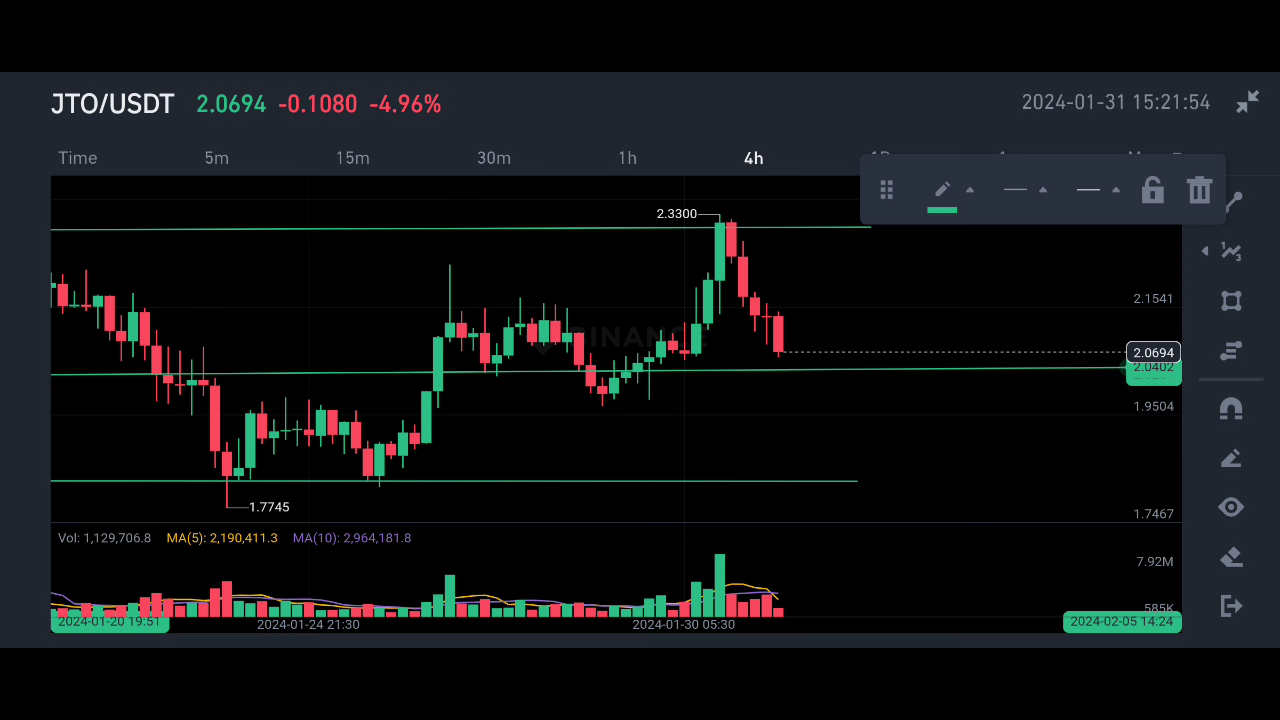 JTO/USDT 2.0694 -0.1080 -4.96% 2024-01-31 15:21:54
Time 5m 15m 30m 1h 4h
2.3300
2.1541
BINANCE
2.0694
2.0402
1.9504
1.7745
1.7467
Vol: 1,129,706.8 MA(5): 2,190,411.3 MA(10): 2,964,181.8
7.92M
585K
2024-01-20 19:51 2024-01-24 21:30 2024-01-30 05:30 2024-02-05 14:24